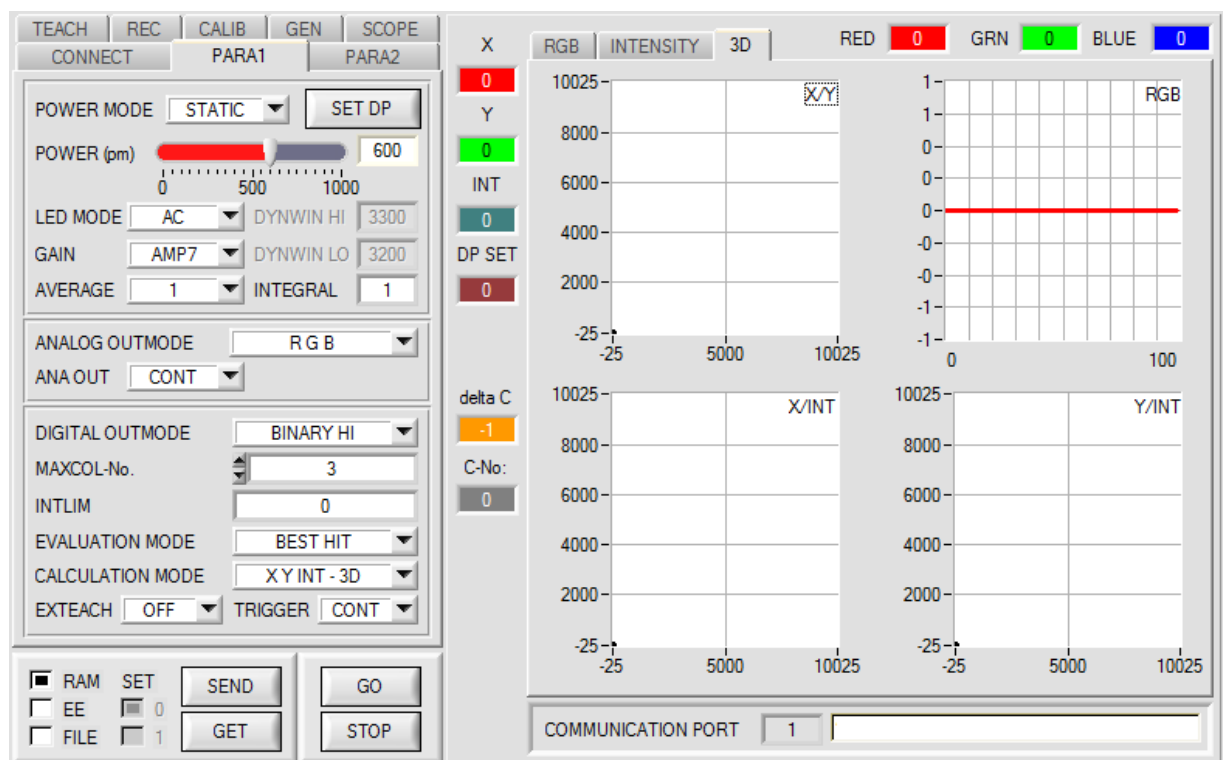 TEACH REC CALIB GEN SCOPE
CONNECT PARA1 PARA2
POWER MODE STATIC SET DP
POWER (pm) 600
0 500 1000
LED MODE AC DYNWIN HI 3300
GAIN AMP7 DYNWIN LO 3200
AVERAGE 1 INTEGRAL 1
ANALOG OUTMODE R G B
ANA OUT CONT
DIGITAL OUTMODE BINARY HI
MAXCOL-No. 3
INTLIM 0
EVALUATION MODE BEST HIT
CALCULATION MODE X Y INT - 3D
EXTEACH OFF TRIGGER CONT
RAM SET SEND GO
EE 0
FILE 1 GET STOP
X
0
Y
0
INT
0
DP SET
0
delta C
-1
C-No:
0
RGB INTENSITY 3D RED 0 GRN 0 BLUE 0
X/Y
10025
8000
6000
4000
2000
-25
-25 5000 10025
RGB
1
1
0
0
0
-0
-0
-1
-1
0 100
X/INT
10025
8000
6000
4000
2000
-25
-25 5000 10025
Y/INT
10025
8000
6000
4000
2000
-25
-25 5000 10025
COMMUNICATION PORT 1